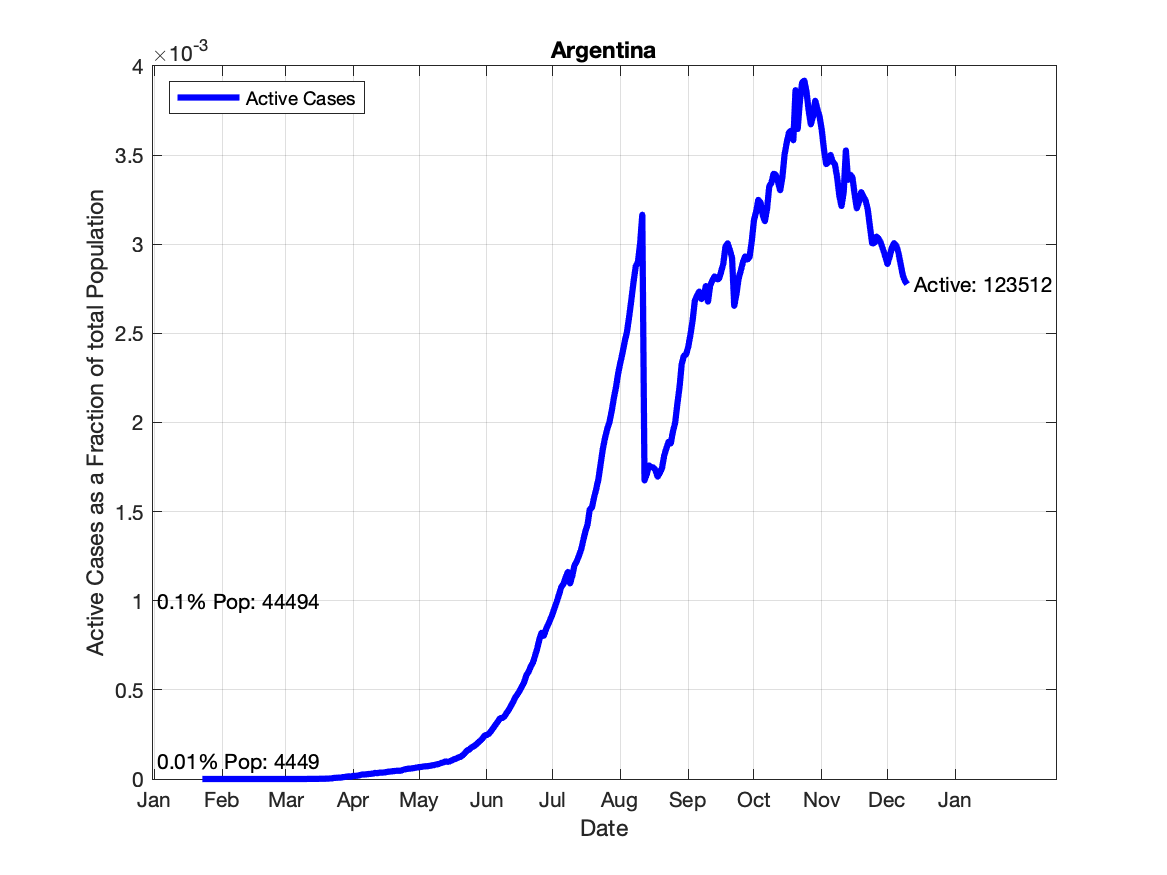 Argentina
×10-3
4
3.5
3
2.5
2
1.5
1
0.5
0
Active Cases as a Fraction of total Population
Active Cases
Active: 123512
0.1% Pop: 44494
0.01% Pop: 4449
Jan Feb Mar Apr May Jun Jul Aug Sep Oct Nov Dec Jan
Date